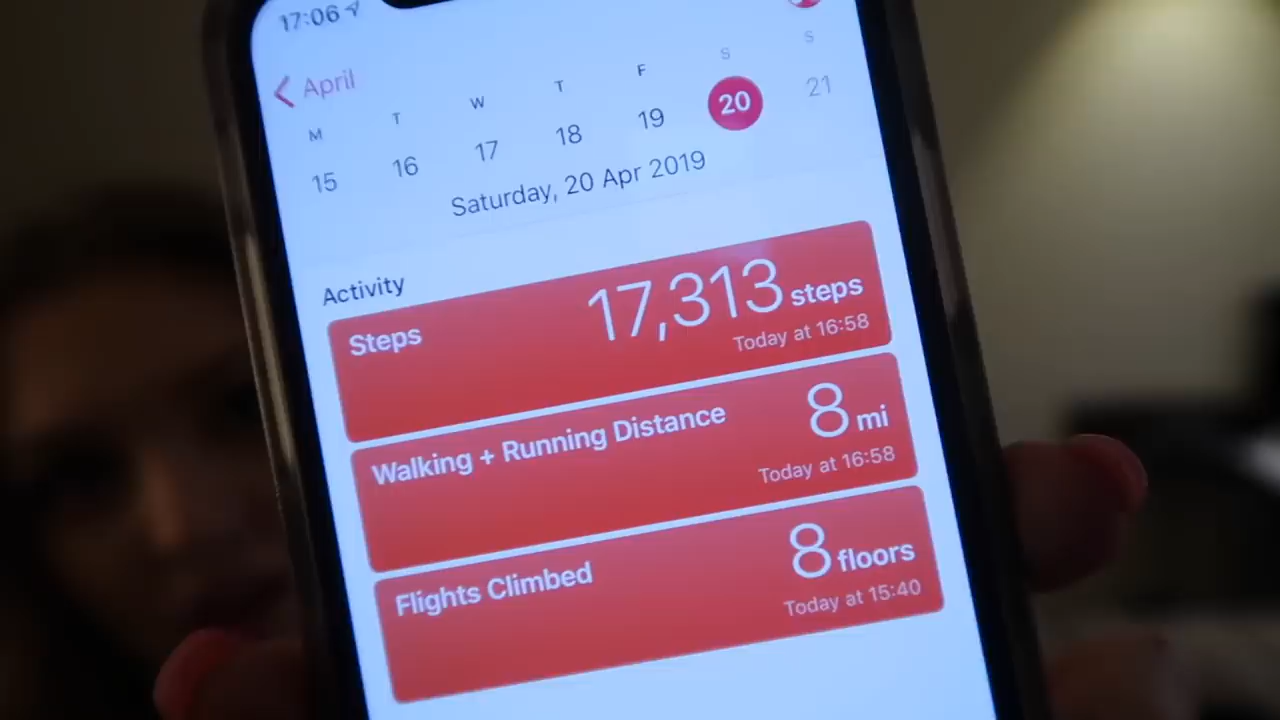 17:06
April
M T W T F S S
15 16 17 18 19 20 21
Saturday, 20 Apr 2019
Activity
Steps 17,313 steps
Today at 16:58
Walking + Running Distance 8 mi
Today at 16:58
Flights Climbed 8 floors
Today at 15:40